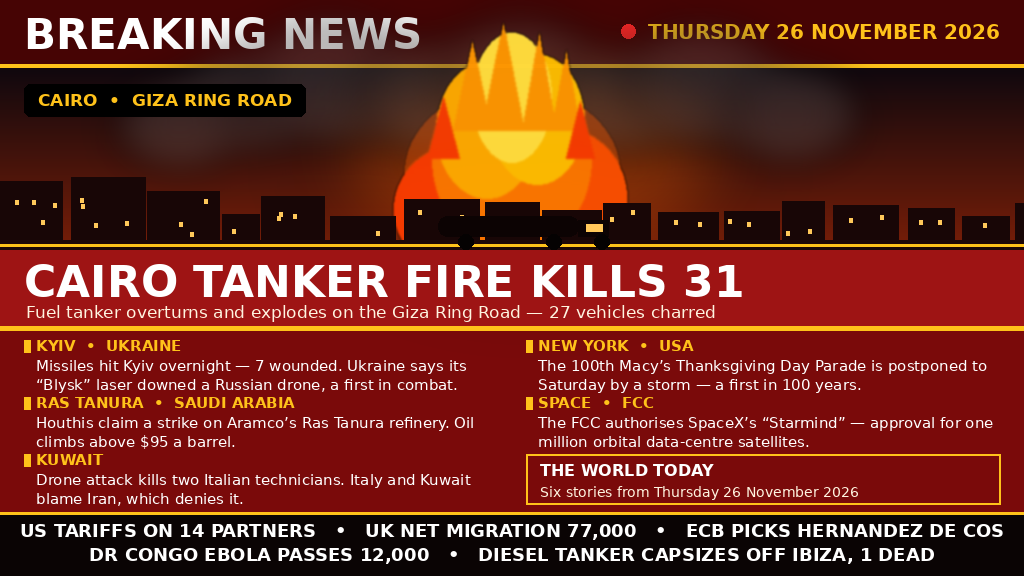 BREAKING NEWS
THURSDAY 26 NOVEMBER 2026
CAIRO • GIZA RING ROAD
CAIRO TANKER FIRE KILLS 31
Fuel tanker overturns and explodes on the Giza Ring Road — 27 vehicles charred
KYIV • UKRAINE
Missiles hit Kyiv overnight — 7 wounded. Ukraine says its
“Blysk” laser downed a Russian drone, a first in combat.
RAS TANURA • SAUDI ARABIA
Houthis claim a strike on Aramco’s Ras Tanura refinery. Oil
climbs above $95 a barrel.
KUWAIT
Drone attack kills two Italian technicians. Italy and Kuwait
blame Iran, which denies it.
NEW YORK • USA
The 100th Macy’s Thanksgiving Day Parade is postponed to
Saturday by a storm — a first in 100 years.
SPACE • FCC
The FCC authorises SpaceX’s “Starmind” — approval for one
million orbital data-centre satellites.
THE WORLD TODAY
Six stories from Thursday 26 November 2026
US TARIFFS ON 14 PARTNERS • UK NET MIGRATION 77,000 • ECB PICKS HERNANDEZ DE COS
DR CONGO EBOLA PASSES 12,000 • DIESEL TANKER CAPSIZES OFF IBIZA, 1 DEAD